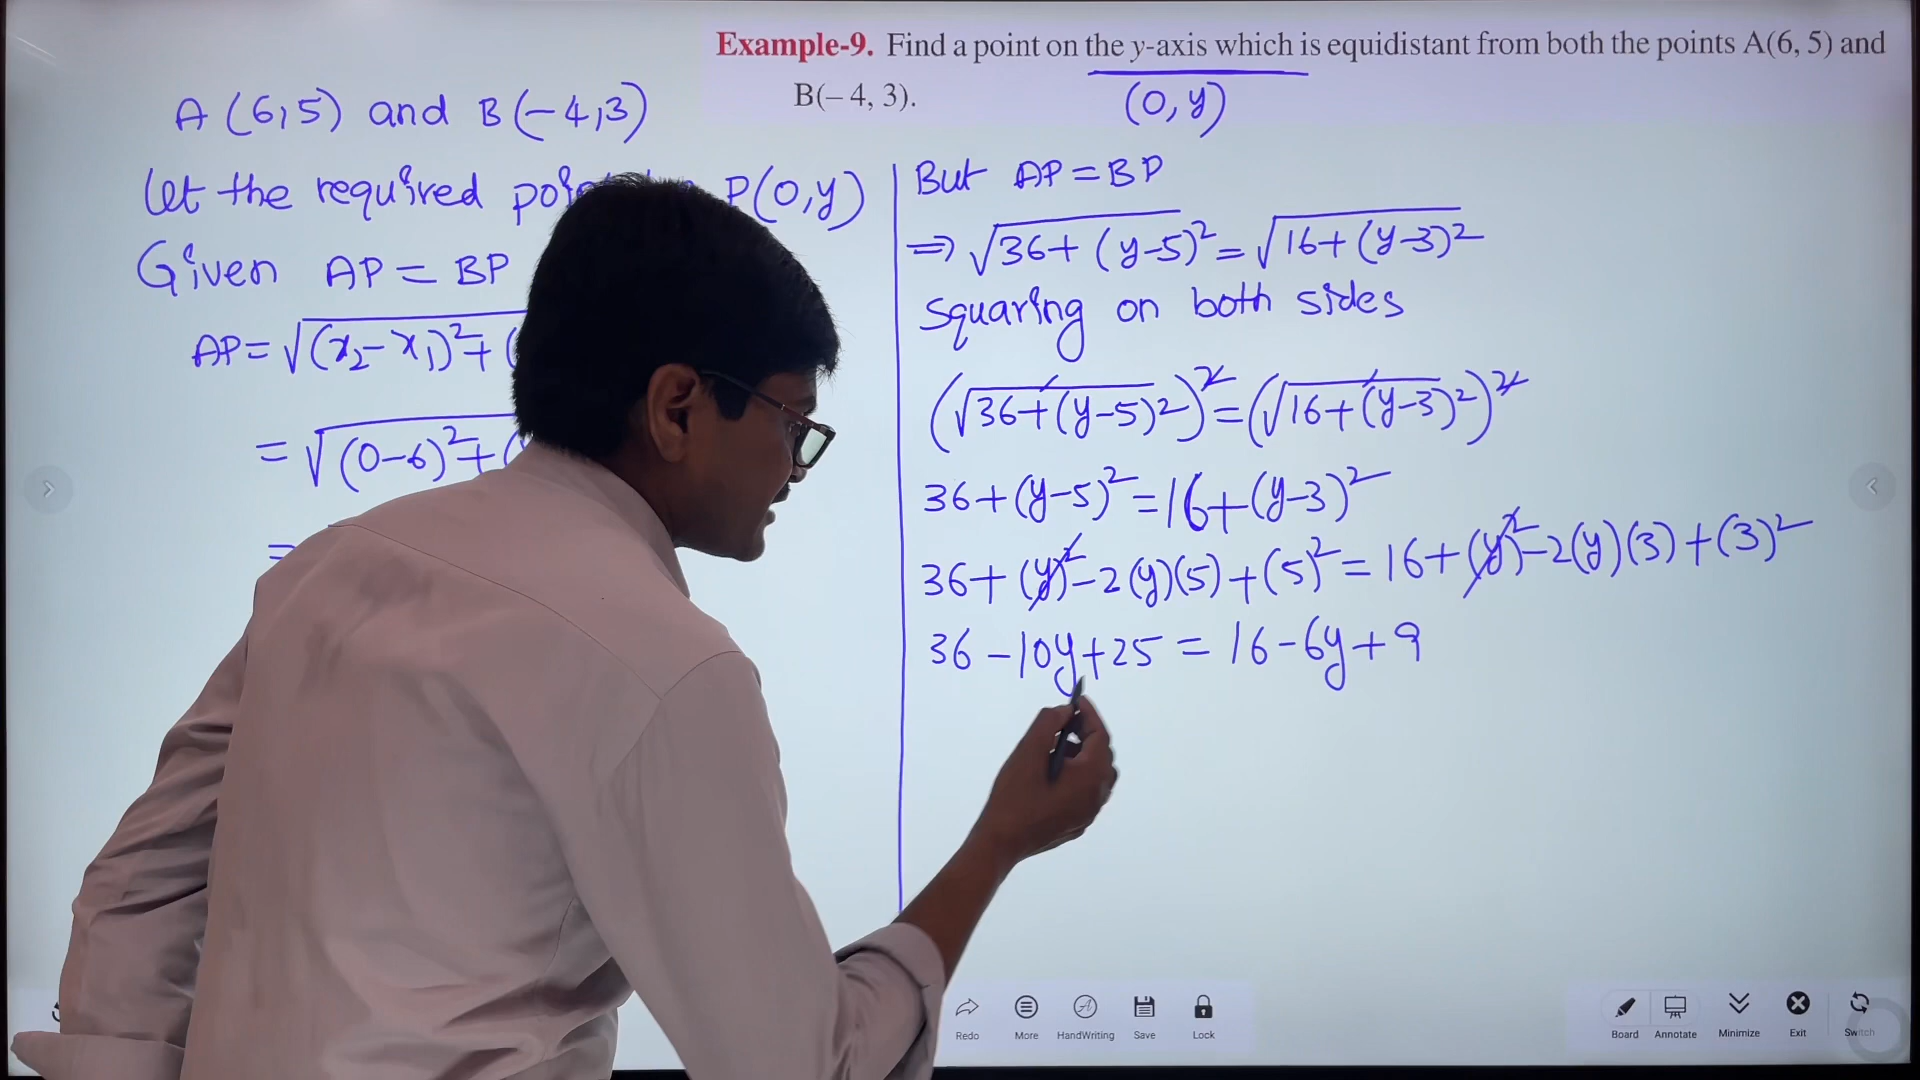 Example-9. Find a point on the y-axis which is equidistant from both the points A(6, 5) and
B(– 4, 3).
(0, y)
A (6,5) and B(-4,3)
Let the required P(0,y)
Given AP = BP
AP = √(x₂-x₁)²+(
= √(0-6)²+(
=
But AP = BP
⇒ √36+(y-5)² = √16+(y-3)²
Squaring on both sides
(√36+(y-5)²)² = (√16+(y-3)²)²
36+(y-5)² = 16+(y-3)²
36+(y)²-2(y)(5)+(5)² = 16+(y)²-2(y)(3)+(3)²
36-10y+25 = 16-6y+9
Redo More HandWriting Save Lock Board Annotate Minimize Exit Switch